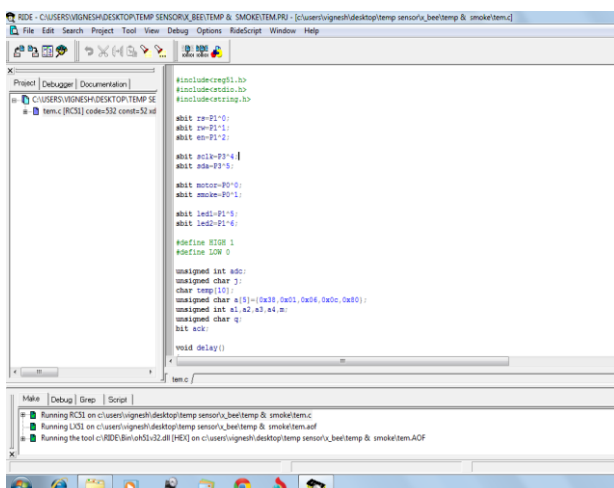 RIDE - C:\USERS\VIGNESH\DESKTOP\TEMP SENSOR\X_BEE\TEMP & SMOKE\TEM.PRJ - [c:\users\vignesh\desktop\temp sensor\x_bee\temp & smoke\tem.c]
File Edit Search Project Tool View Debug Options RideScript Window Help
Project Debugger Documentation
C:\USERS\VIGNESH\DESKTOP\TEMP SE
tem.c [RC51] code=532 const=52 xd
#include<reg51.h>
#include<stdio.h>
#include<string.h>
sbit rs=P1^0;
sbit rw=P1^1;
sbit en=P1^2;
sbit sclk=P3^4;
sbit sda=P3^5;
sbit motor=P0^0;
sbit smoke=P0^1;
sbit led1=P1^5;
sbit led2=P1^6;
#define HIGH 1
#define LOW 0
unsigned int adc;
unsigned char j;
char temp[10];
unsigned char a[5]={0x38,0x01,0x06,0x0c,0x80};
unsigned int a1,a2,a3,a4,m;
unsigned char q;
bit ack;
void delay()
tem.c
Make Debug Grep Script
Running RC51 on c:\users\vignesh\desktop\temp sensor\x_bee\temp & smoke\tem.c
Running LX51 on c:\users\vignesh\desktop\temp sensor\x_bee\temp & smoke\tem.aof
Running the tool c:\RIDE\Bin\oh51v32.dll [HEX] on c:\users\vignesh\desktop\temp sensor\x_bee\temp & smoke\tem.AOF